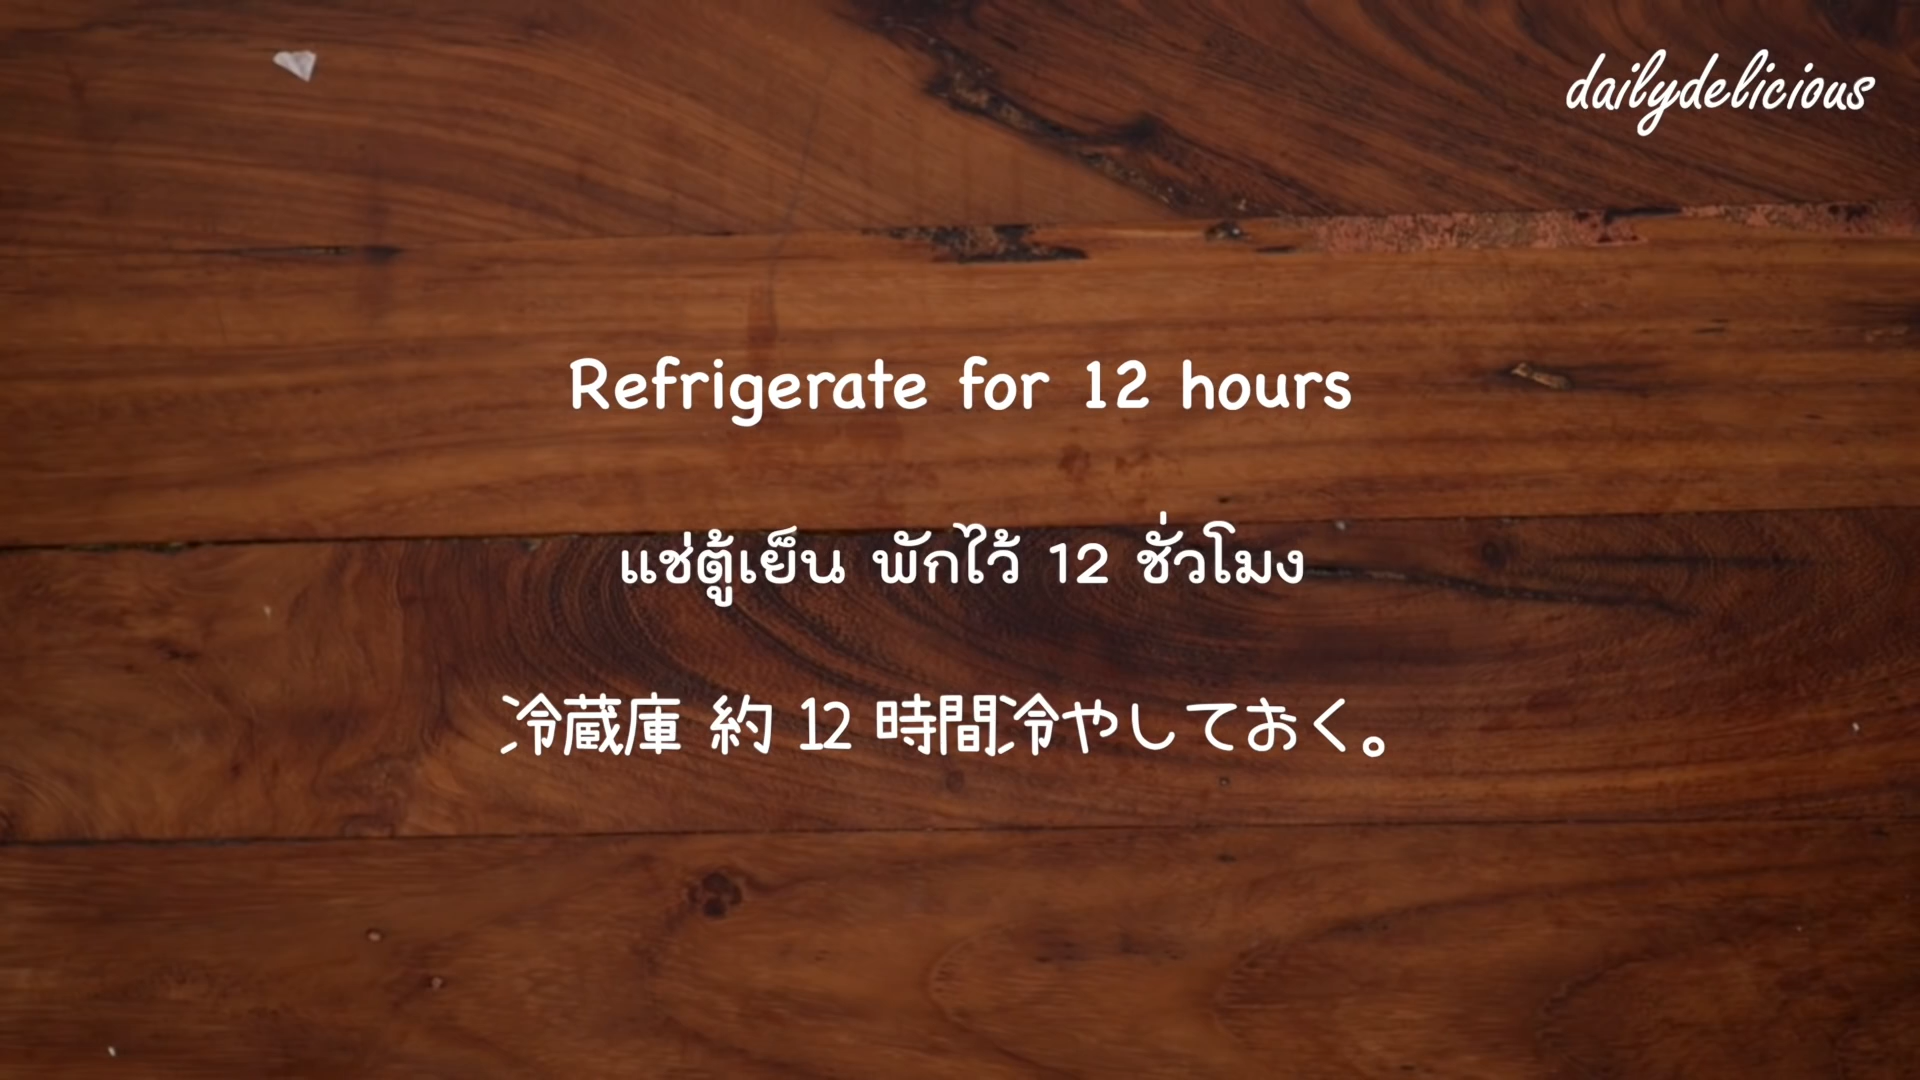 dailydelicious
Refrigerate for 12 hours
แช่ตู้เย็น พักไว้ 12 ชั่วโมง
冷蔵庫 約 12 時間冷やしておく。